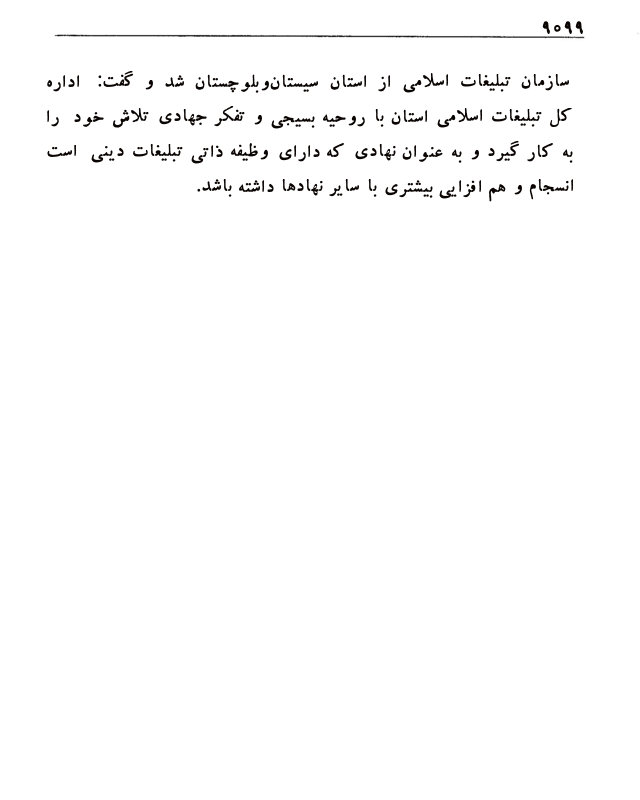 ۹۰۹۹
سازمان تبلیغات اسلامی از استان سیستان‌وبلوچستان شد و گفت: اداره
کل تبلیغات اسلامی استان با روحیه بسیجی و تفکر جهادی تلاش خود را
به کار گیرد و به عنوان نهادی که دارای وظیفه ذاتی تبلیغات دینی است
انسجام و هم افزایی بیشتری با سایر نهادها داشته باشد.